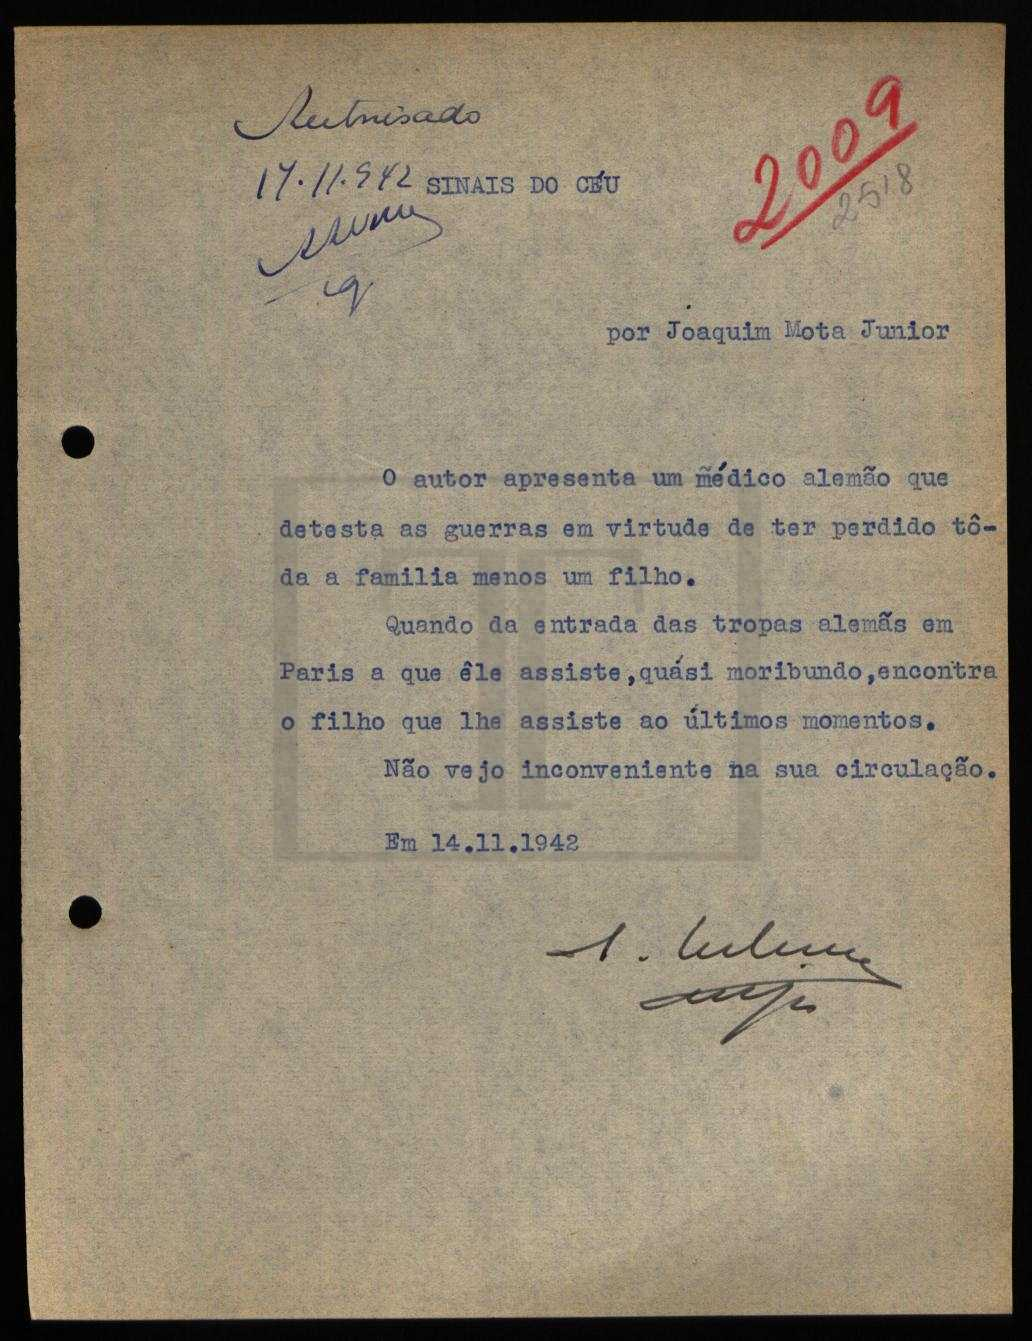 Autorisado
17.11.942 SINAIS DO CÉU
2009
2518
por Joaquim Mota Junior
O autor apresenta um médico alemão que
detesta as guerras em virtude de ter perdido tô-
da a familia menos um filho.
Quando da entrada das tropas alemãs em
Paris a que êle assiste,quási moribundo,encontra
o filho que lhe assiste ao últimos momentos.
Não vejo inconveniente na sua circulação.
Em 14.11.1942